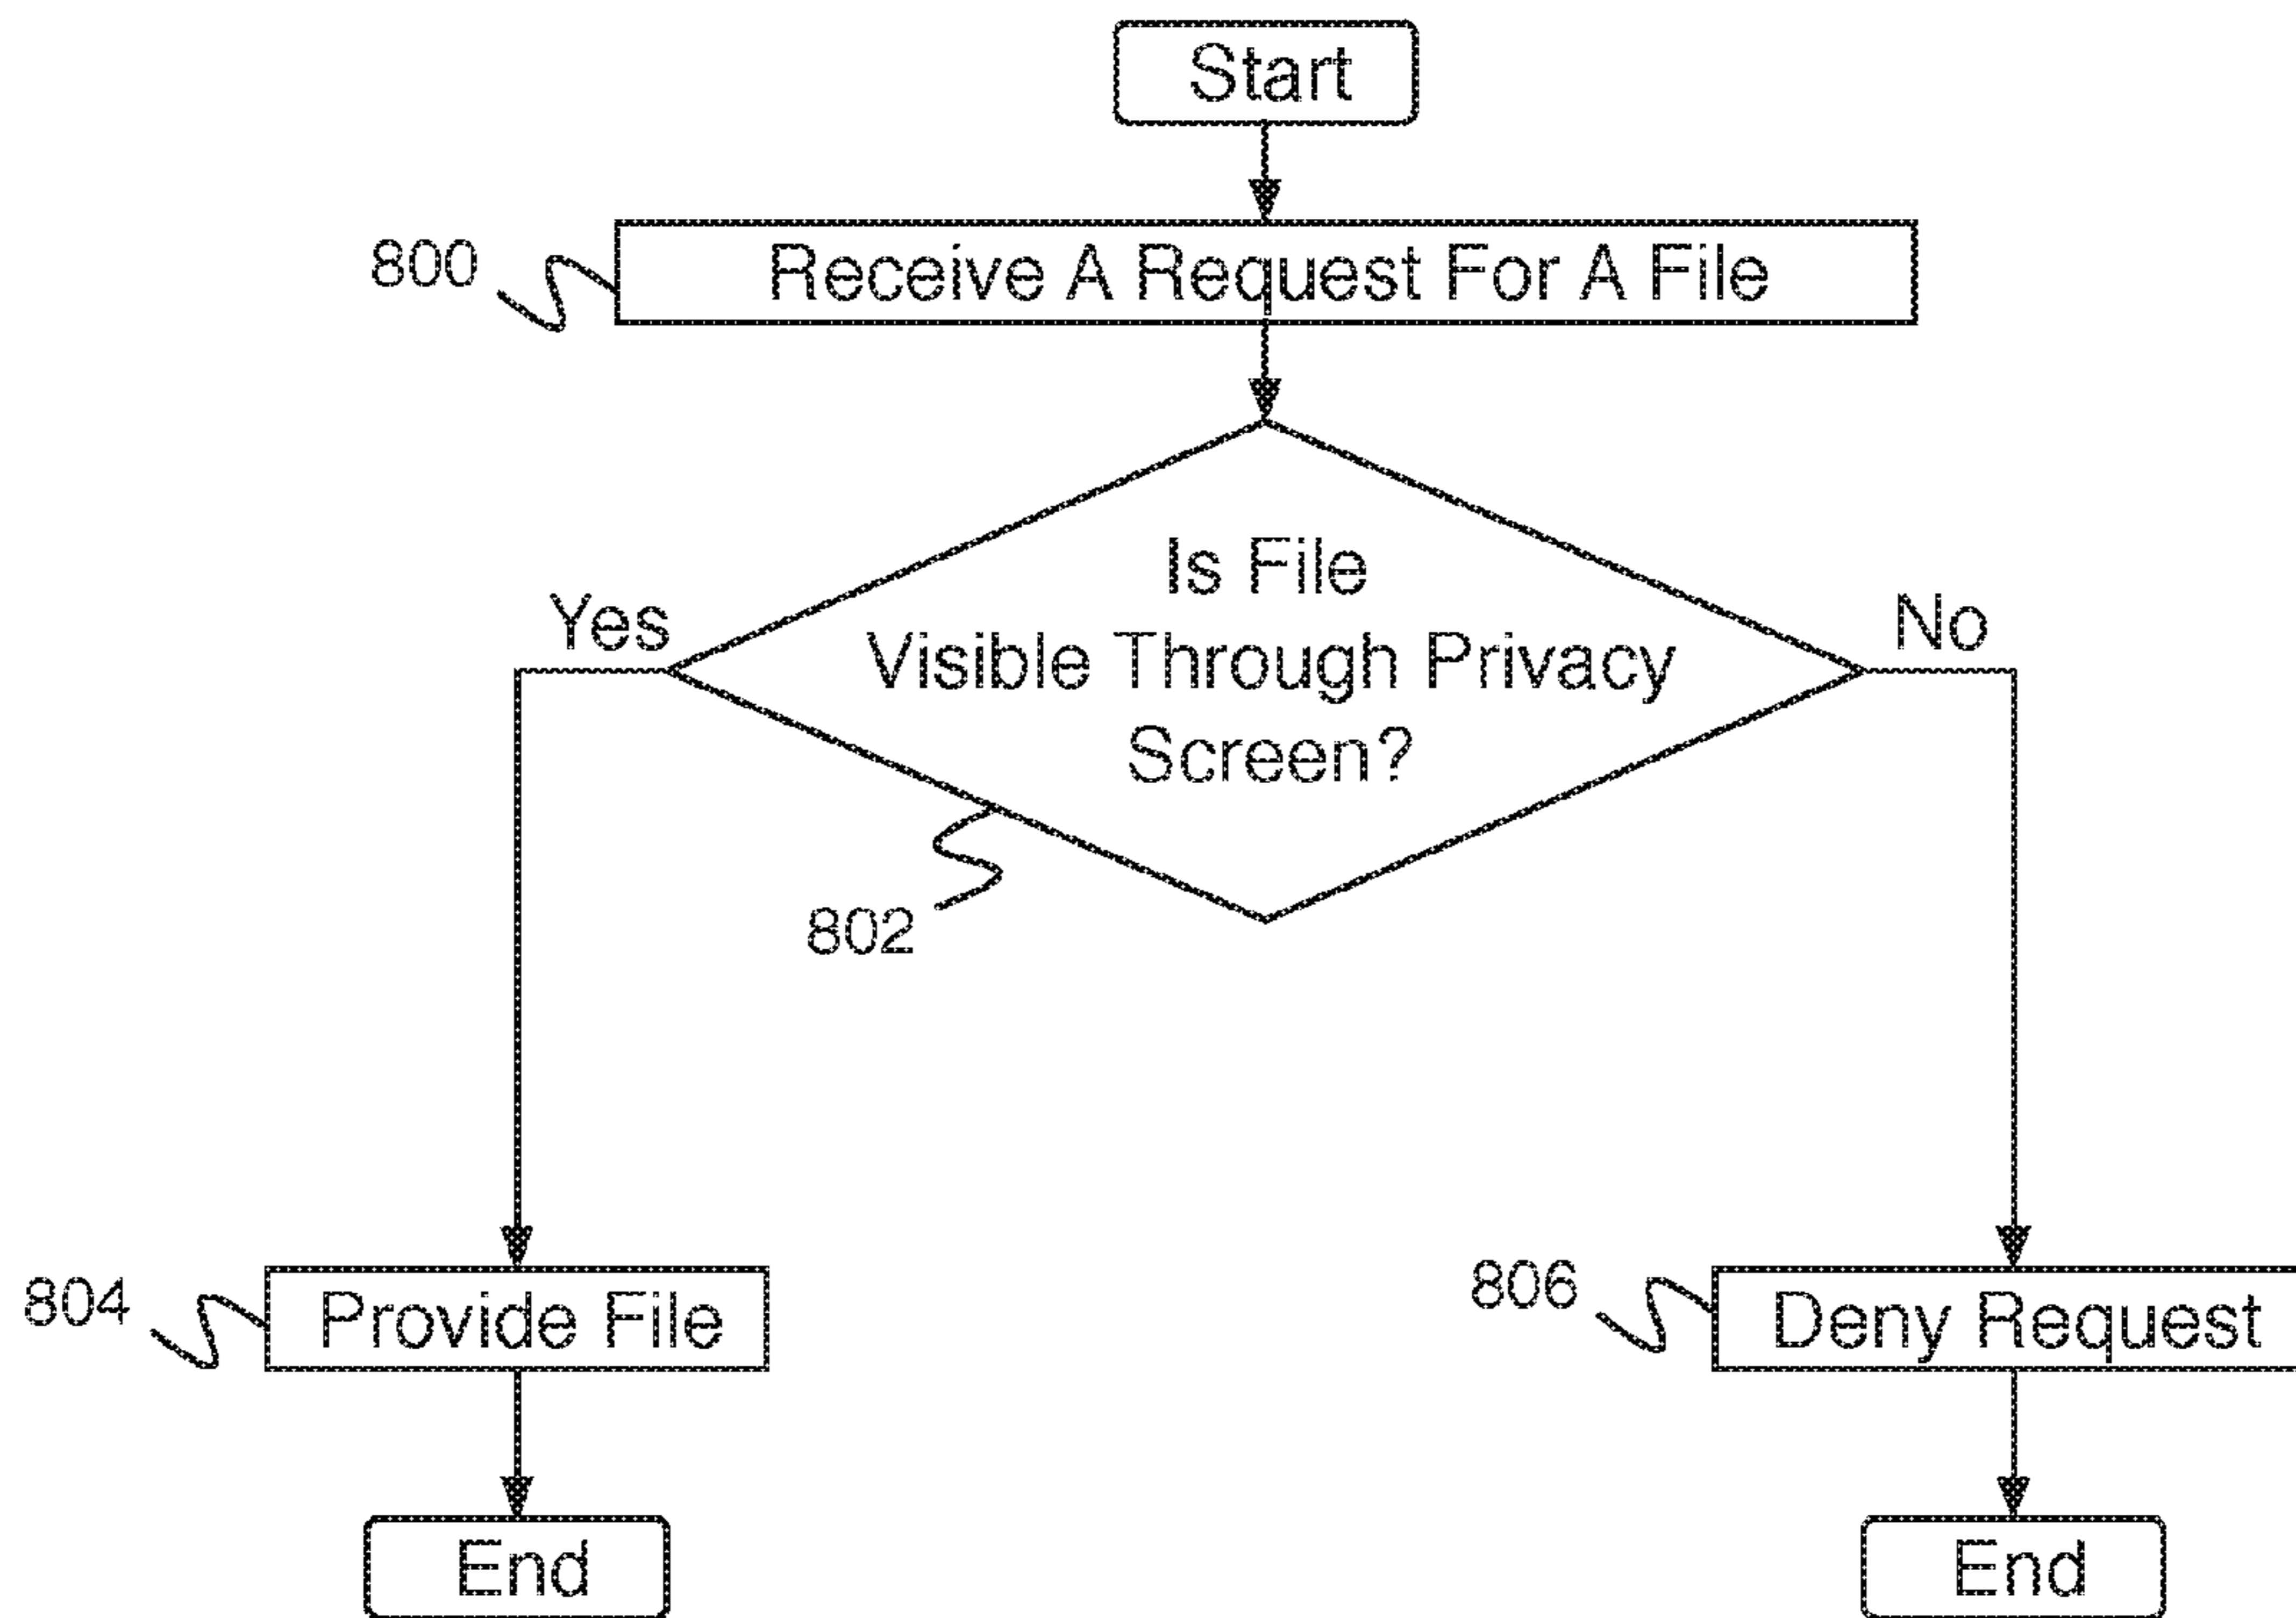 Start
800
Receive A Request For A File
Is File
Yes
No
Visible Through Privacy
Screen?
802
804
Provide File
806
Deny Request
End
End